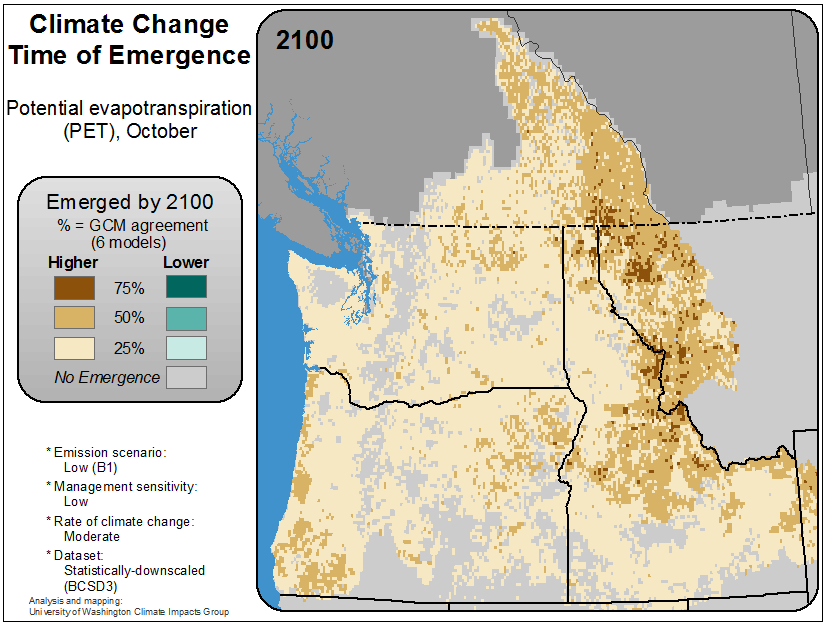 Climate Change
Time of Emergence
Potential evapotranspiration
(PET), October
Emerged by 2100
% = GCM agreement
(6 models)
Higher Lower
75%
50%
25%
No Emergence
* Emission scenario:
Low (B1)
* Management sensitivity:
Low
* Rate of climate change:
Moderate
* Dataset:
Statistically-downscaled
(BCSD3)
Analysis and mapping:
University of Washington Climate Impacts Group
2100